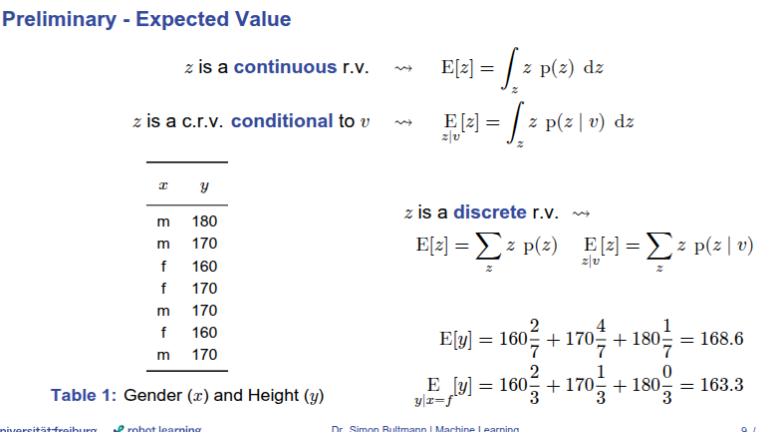 Preliminary - Expected Value
z is a continuous r.v. ⇝ E[z] = ∫_z z p(z) dz
z is a c.r.v. conditional to v ⇝ E_{z|v}[z] = ∫_z z p(z | v) dz
x y
m 180
m 170
f 160
f 170
m 170
f 160
m 170
Table 1: Gender (x) and Height (y)
z is a discrete r.v. ⇝
E[z] = ∑_z z p(z) E_{z|v}[z] = ∑_z z p(z | v)
E[y] = 160 2/7 + 170 4/7 + 180 1/7 = 168.6
E_{y|x=f}[y] = 160 2/3 + 170 1/3 + 180 0/3 = 163.3
robot learning
Dr. Simon Bultmann | Machine Learning
9 /